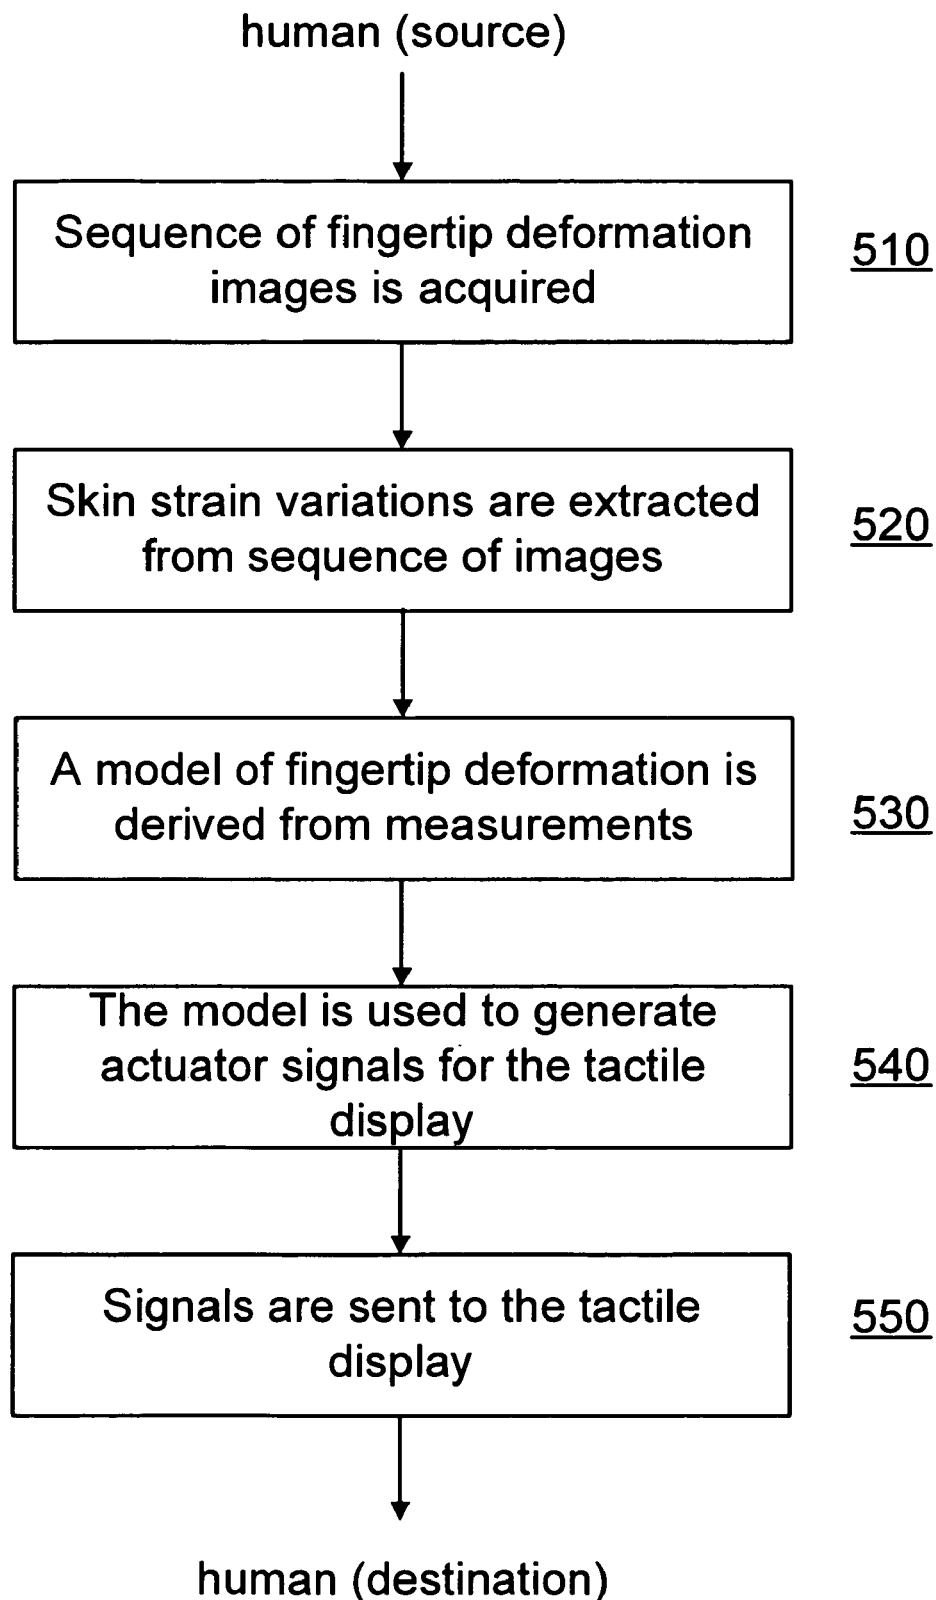 human (source)
Sequence of fingertip deformation
images is acquired
510
Skin strain variations are extracted
from sequence of images
520
A model of fingertip deformation is
derived from measurements
530
The model is used to generate
actuator signals for the tactile
display
540
Signals are sent to the tactile
display
550
human (destination)